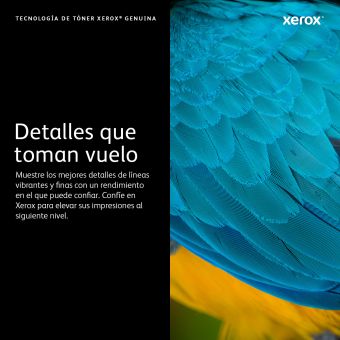 TECNOLOGÍA DE TÓNER XEROX® GENUINA
xerox™
Detalles que
toman vuelo
Muestre los mejores detalles de líneas
vibrantes y finas con un rendimiento
en el que puede confiar. Confíe en
Xerox para elevar sus impresiones al
siguiente nivel.